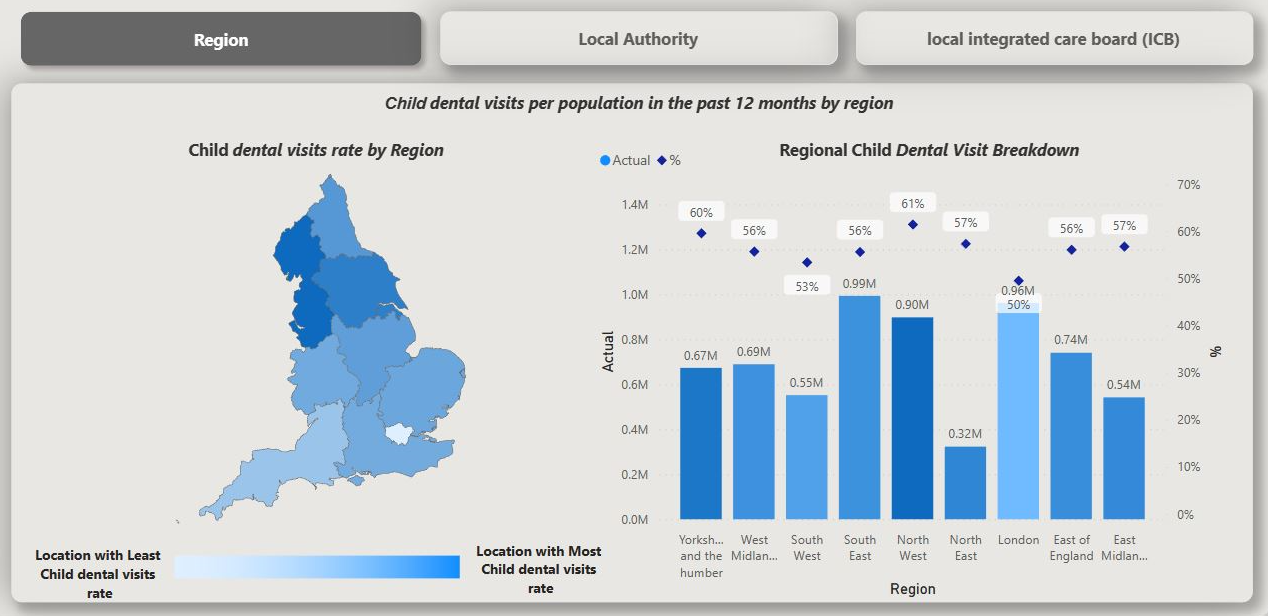 Region
Local Authority
local integrated care board (ICB)
Child dental visits per population in the past 12 months by region
Child dental visits rate by Region
Location with Least
Child dental visits
rate
Location with Most
Child dental visits
rate
Regional Child Dental Visit Breakdown
Actual
%
Actual
1.4M
1.2M
1.0M
0.8M
0.6M
0.4M
0.2M
0.0M
60%
56%
53%
56%
61%
57%
50%
56%
57%
0.67M
0.69M
0.55M
0.99M
0.90M
0.32M
0.96M
0.74M
0.54M
70%
60%
50%
40%
30%
20%
10%
0%
%
Yorksh...
and the
humber
West
Midlan...
South
West
South
East
North
West
North
East
London
East of
England
East
Midlan...
Region